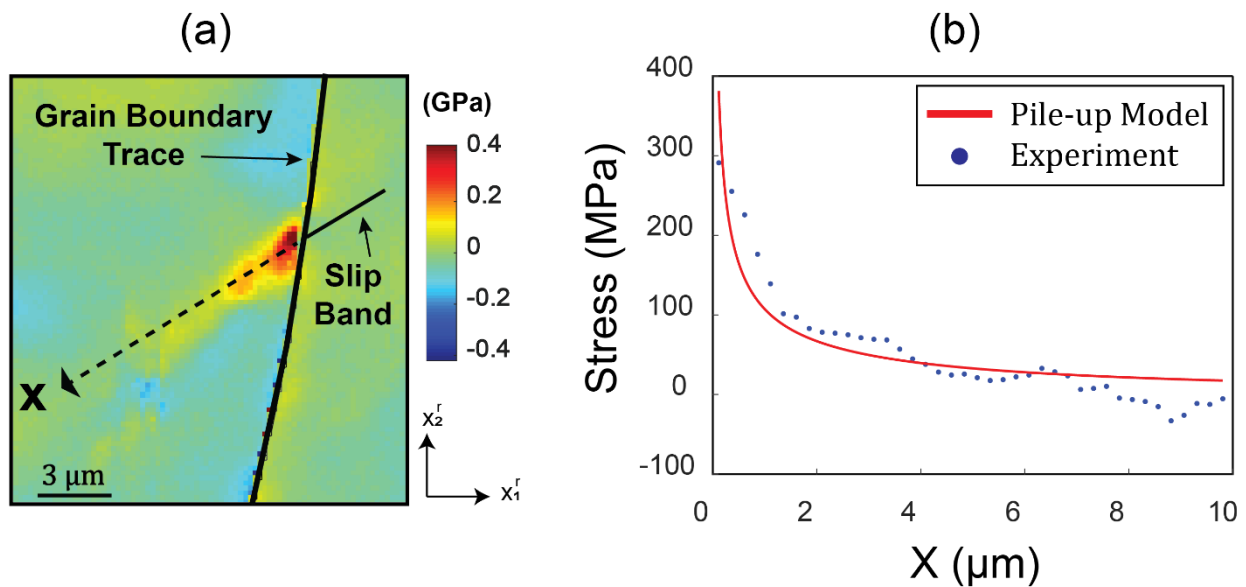 (a)
Grain Boundary
Trace
Slip
Band
X
3 μm
(GPa)
0.4
0.2
0
-0.2
-0.4
x₂ʳ
x₁ʳ
(b)
Stress (MPa)
400
300
200
100
0
-100
Pile-up Model
Experiment
0 2 4 6 8 10
X (μm)